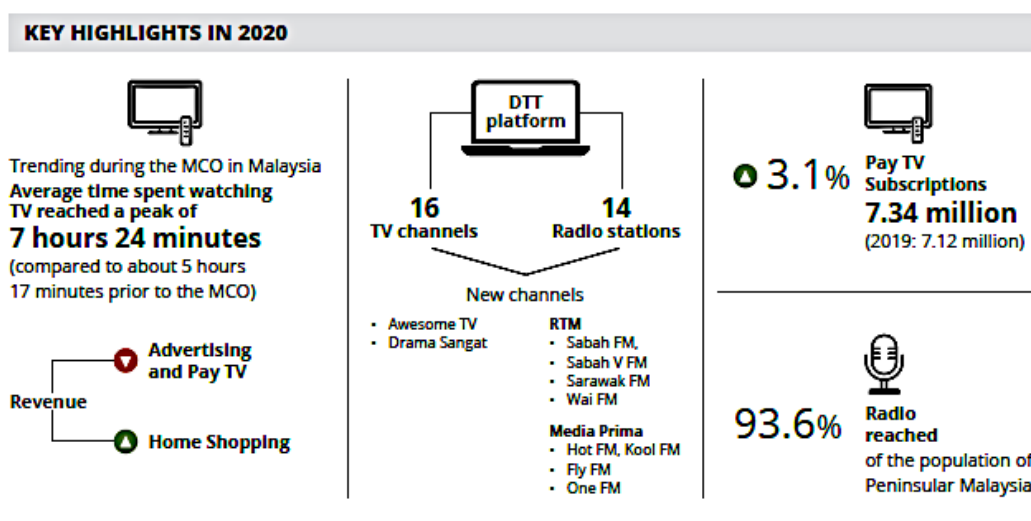 KEY HIGHLIGHTS IN 2020
Trending during the MCO in Malaysia
Average time spent watching
TV reached a peak of
7 hours 24 minutes
(compared to about 5 hours
17 minutes prior to the MCO)
Revenue
Advertising
and Pay TV
Home Shopping
DTT
platform
16
TV channels
14
Radio stations
New channels
• Awesome TV
• Drama Sangat
RTM
• Sabah FM,
• Sabah V FM
• Sarawak FM
• Wai FM
Media Prima
• Hot FM, Kool FM
• Fly FM
• One FM
3.1%
Pay TV
Subscriptions
7.34 million
(2019: 7.12 million)
93.6%
Radio
reached
of the population of
Peninsular Malaysia